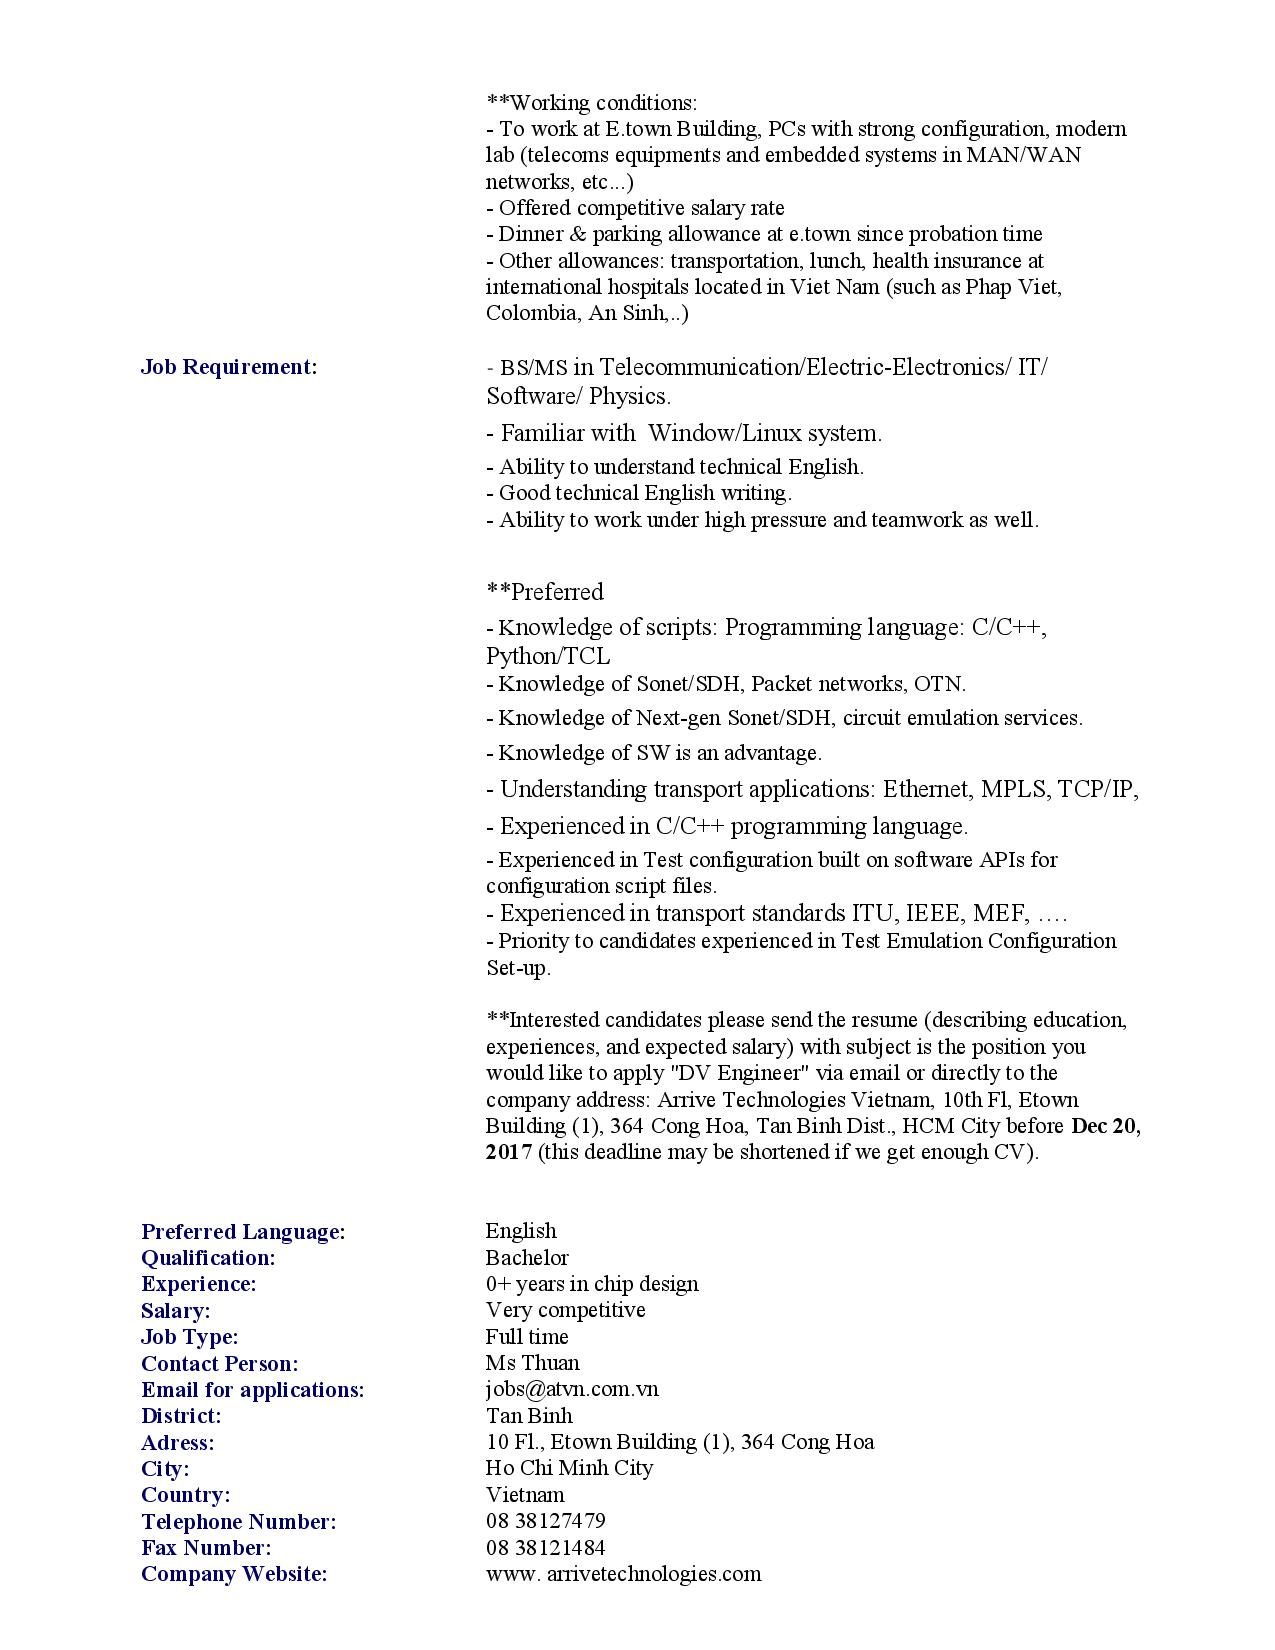 **Working conditions:
- To work at E.town Building, PCs with strong configuration, modern
lab (telecoms equipments and embedded systems in MAN/WAN
networks, etc...)
- Offered competitive salary rate
- Dinner & parking allowance at e.town since probation time
- Other allowances: transportation, lunch, health insurance at
international hospitals located in Viet Nam (such as Phap Viet,
Colombia, An Sinh,..)
Job Requirement: - BS/MS in Telecommunication/Electric-Electronics/ IT/
Software/ Physics.
- Familiar with  Window/Linux system.
- Ability to understand technical English.
- Good technical English writing.
- Ability to work under high pressure and teamwork as well.
**Preferred
- Knowledge of scripts: Programming language: C/C++,
Python/TCL
- Knowledge of Sonet/SDH, Packet networks, OTN.
- Knowledge of Next-gen Sonet/SDH, circuit emulation services.
- Knowledge of SW is an advantage.
- Understanding transport applications: Ethernet, MPLS, TCP/IP,
- Experienced in C/C++ programming language.
- Experienced in Test configuration built on software APIs for
configuration script files.
- Experienced in transport standards ITU, IEEE, MEF, ….
- Priority to candidates experienced in Test Emulation Configuration
Set-up.
**Interested candidates please send the resume (describing education,
experiences, and expected salary) with subject is the position you
would like to apply "DV Engineer" via email or directly to the
company address: Arrive Technologies Vietnam, 10th Fl, Etown
Building (1), 364 Cong Hoa, Tan Binh Dist., HCM City before Dec 20,
2017 (this deadline may be shortened if we get enough CV).
Preferred Language: English
Qualification: Bachelor
Experience: 0+ years in chip design
Salary: Very competitive
Job Type: Full time
Contact Person: Ms Thuan
Email for applications: jobs@atvn.com.vn
District: Tan Binh
Adress: 10 Fl., Etown Building (1), 364 Cong Hoa
City: Ho Chi Minh City
Country: Vietnam
Telephone Number: 08 38127479
Fax Number: 08 38121484
Company Website: www. arrivetechnologies.com